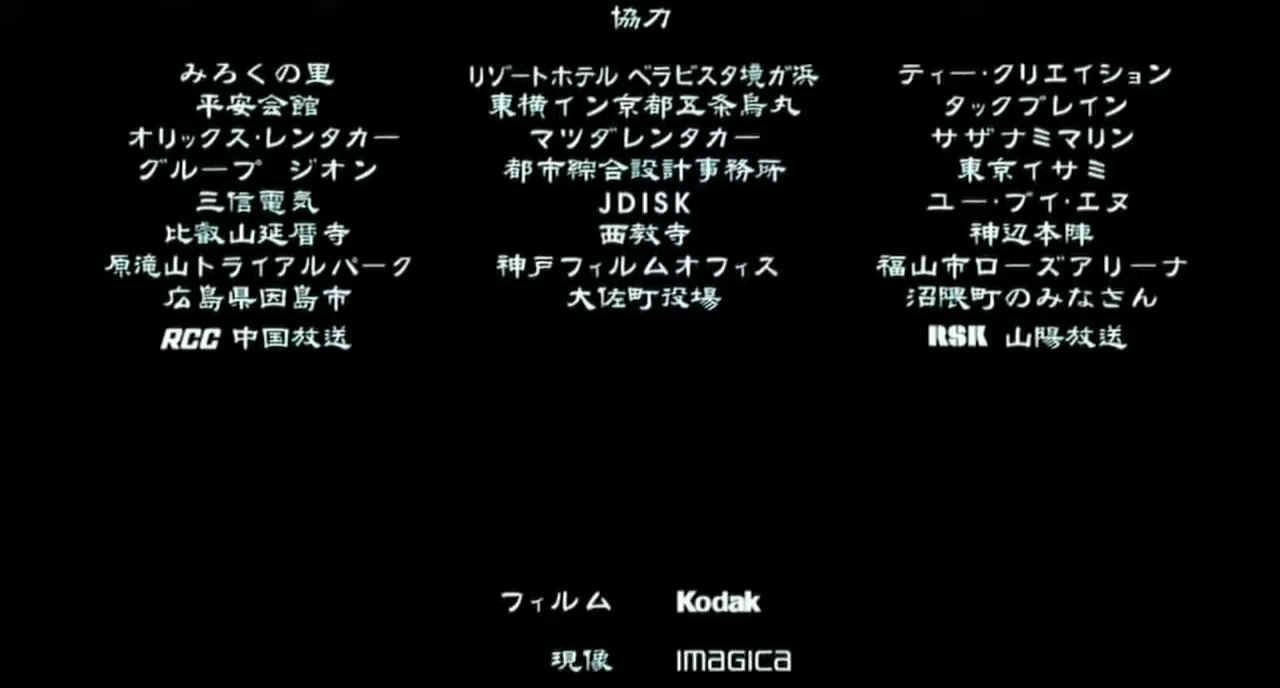 協力
みろくの里 リゾートホテル ベラビスタ境ガ浜 ティー・クリエイション
平安会館 東横イン京都五条烏丸 タックブレイン
オリックス・レンタカー マツダレンタカー サザナミマリン
グループ ジオン 都市綜合設計事務所 東京イサミ
三信電気 JDISK ユー・ブイ・エヌ
比叡山延暦寺 西教寺 神辺本陣
原滝山トライアルパーク 神戸フィルムオフィス 福山市ローズアリーナ
広島県因島市 大佐町役場 沼隈町のみなさん
RCC 中国放送 RSK 山陽放送
フィルム Kodak
現像 IMAGICA